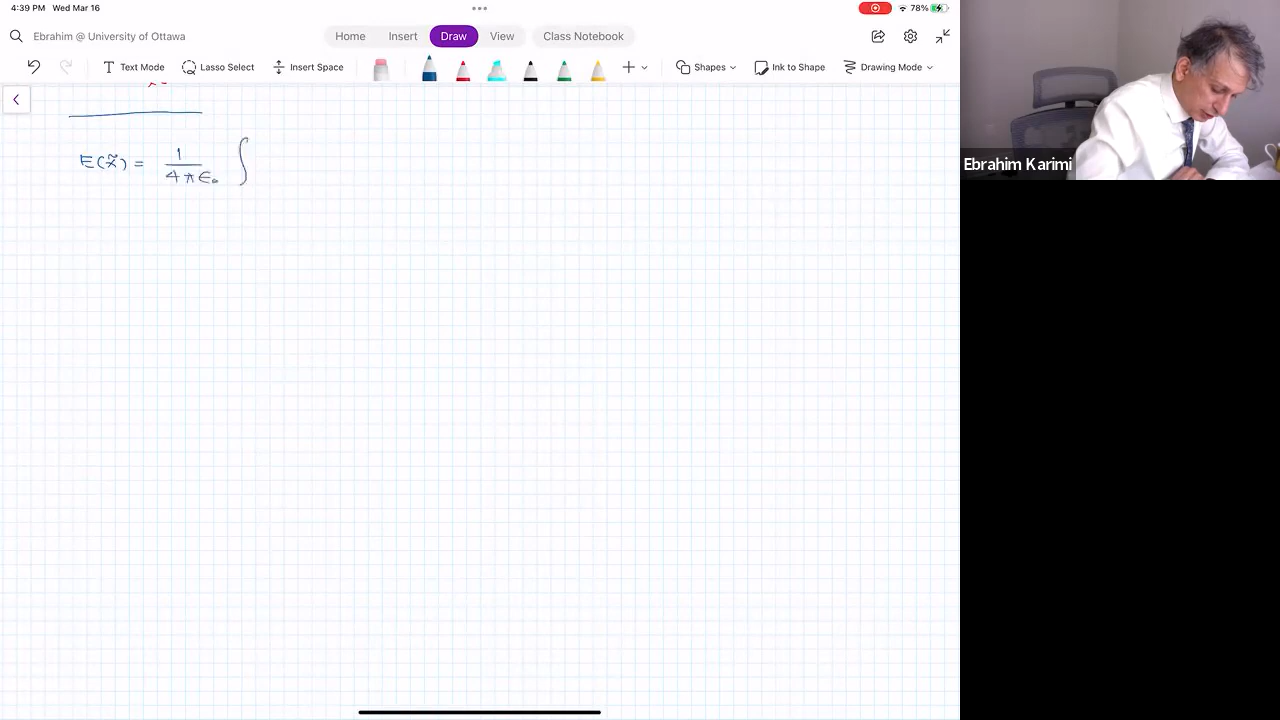 4:39 PM Wed Mar 16
78%
Ebrahim @ University of Ottawa
Home Insert Draw View Class Notebook
Text Mode Lasso Select Insert Space Shapes Ink to Shape Drawing Mode
E(x̃) = 1/4πϵ₀ ∫
Ebrahim Karimi